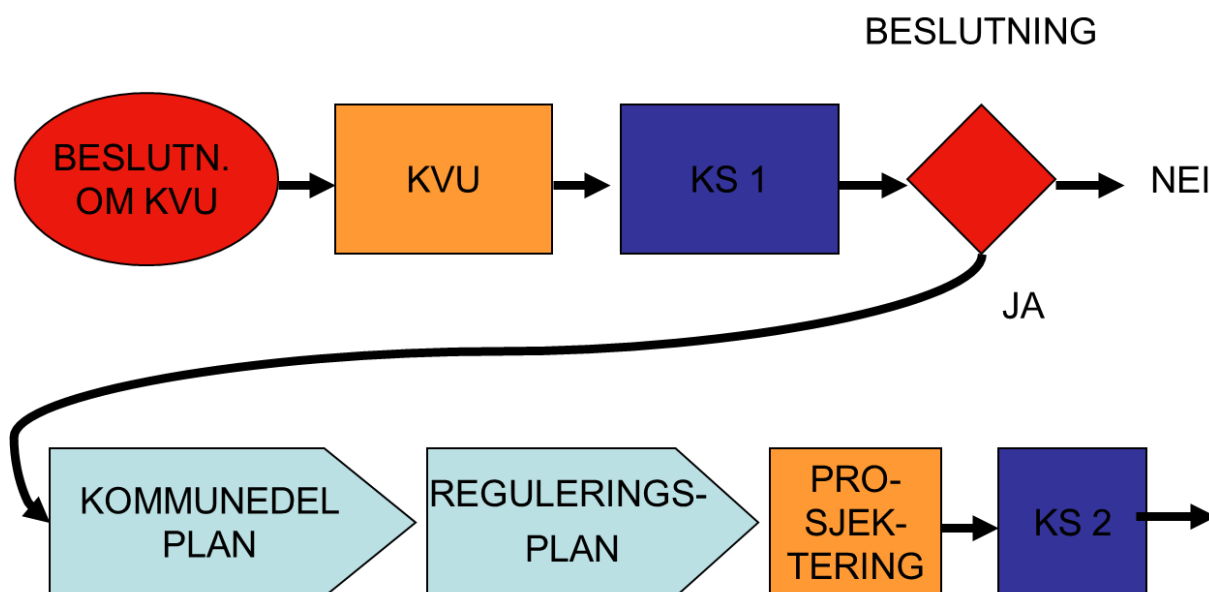 BESLUTNING
BESLUTN.
OM KVU
KVU
KS 1
NEI
JA
KOMMUNEDEL
PLAN
REGULERINGS-
PLAN
PRO-
SJEK-
TERING
KS 2